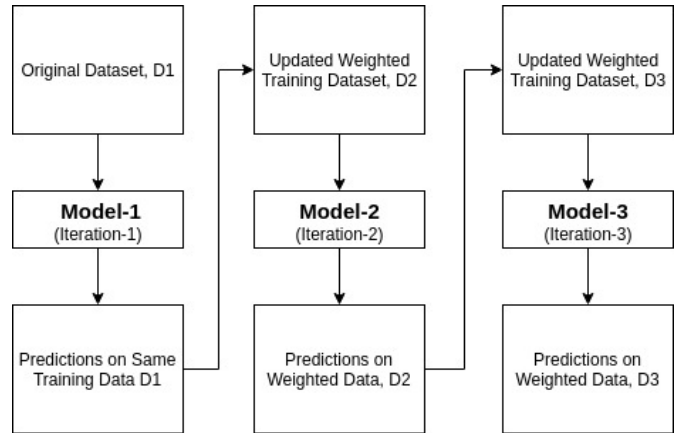 Original Dataset, D1
Model-1
(Iteration-1)
Predictions on Same
Training Data D1
Updated Weighted
Training Dataset, D2
Model-2
(Iteration-2)
Predictions on
Weighted Data, D2
Updated Weighted
Training Dataset, D3
Model-3
(Iteration-3)
Predictions on
Weighted Data, D3